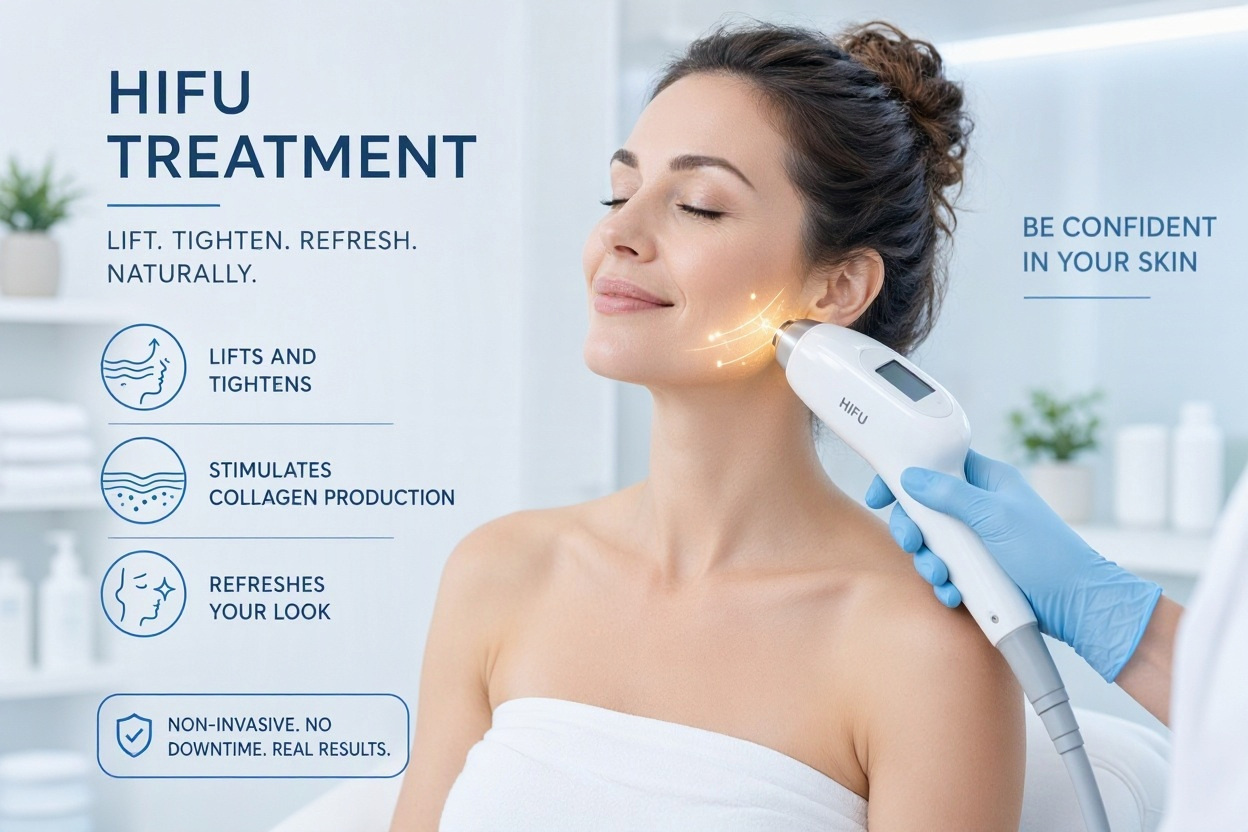 HIFU
TREATMENT
LIFT. TIGHTEN. REFRESH.
NATURALLY.
LIFTS AND
TIGHTENS
STIMULATES
COLLAGEN PRODUCTION
REFRESHES
YOUR LOOK
NON-INVASIVE. NO
DOWNTIME. REAL RESULTS.
BE CONFIDENT
IN YOUR SKIN
HIFU